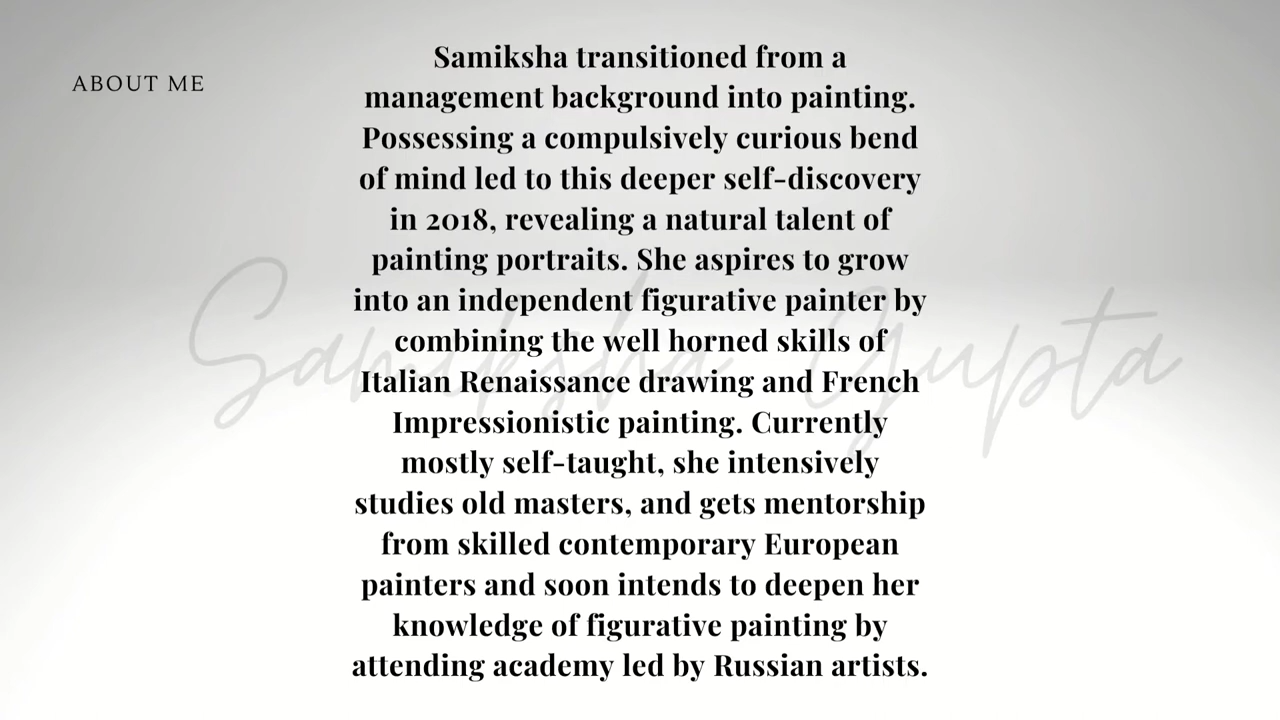 ABOUT ME
Samiksha transitioned from a
management background into painting.
Possessing a compulsively curious bend
of mind led to this deeper self-discovery
in 2018, revealing a natural talent of
painting portraits. She aspires to grow
into an independent figurative painter by
combining the well horned skills of
Italian Renaissance drawing and French
Impressionistic painting. Currently
mostly self-taught, she intensively
studies old masters, and gets mentorship
from skilled contemporary European
painters and soon intends to deepen her
knowledge of figurative painting by
attending academy led by Russian artists.
Samiksha Gupta